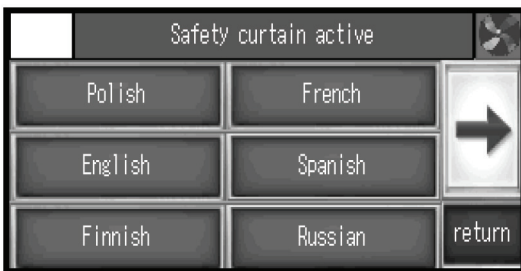 Safety curtain active
Polish
French
English
Spanish
Finnish
Russian
return